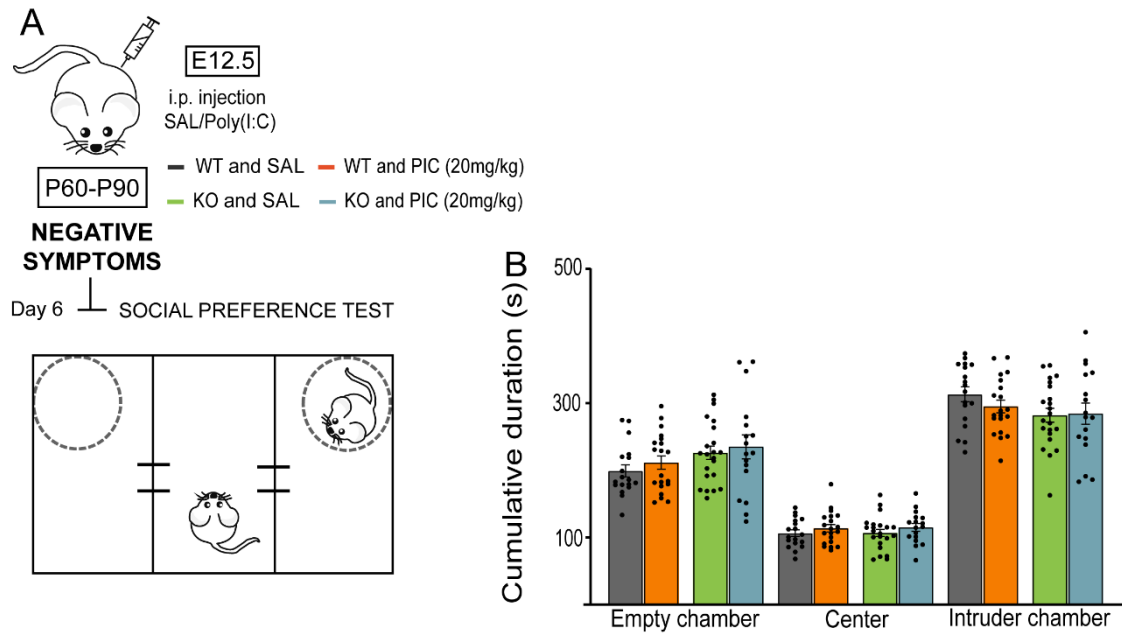 A
E12.5
i.p. injection
SAL/Poly(I:C)
P60-P90
WT and SAL WT and PIC (20mg/kg)
KO and SAL KO and PIC (20mg/kg)
NEGATIVE
SYMPTOMS
Day 6 SOCIAL PREFERENCE TEST
B
Cumulative duration (s)
500
300
100
Empty chamber Center Intruder chamber